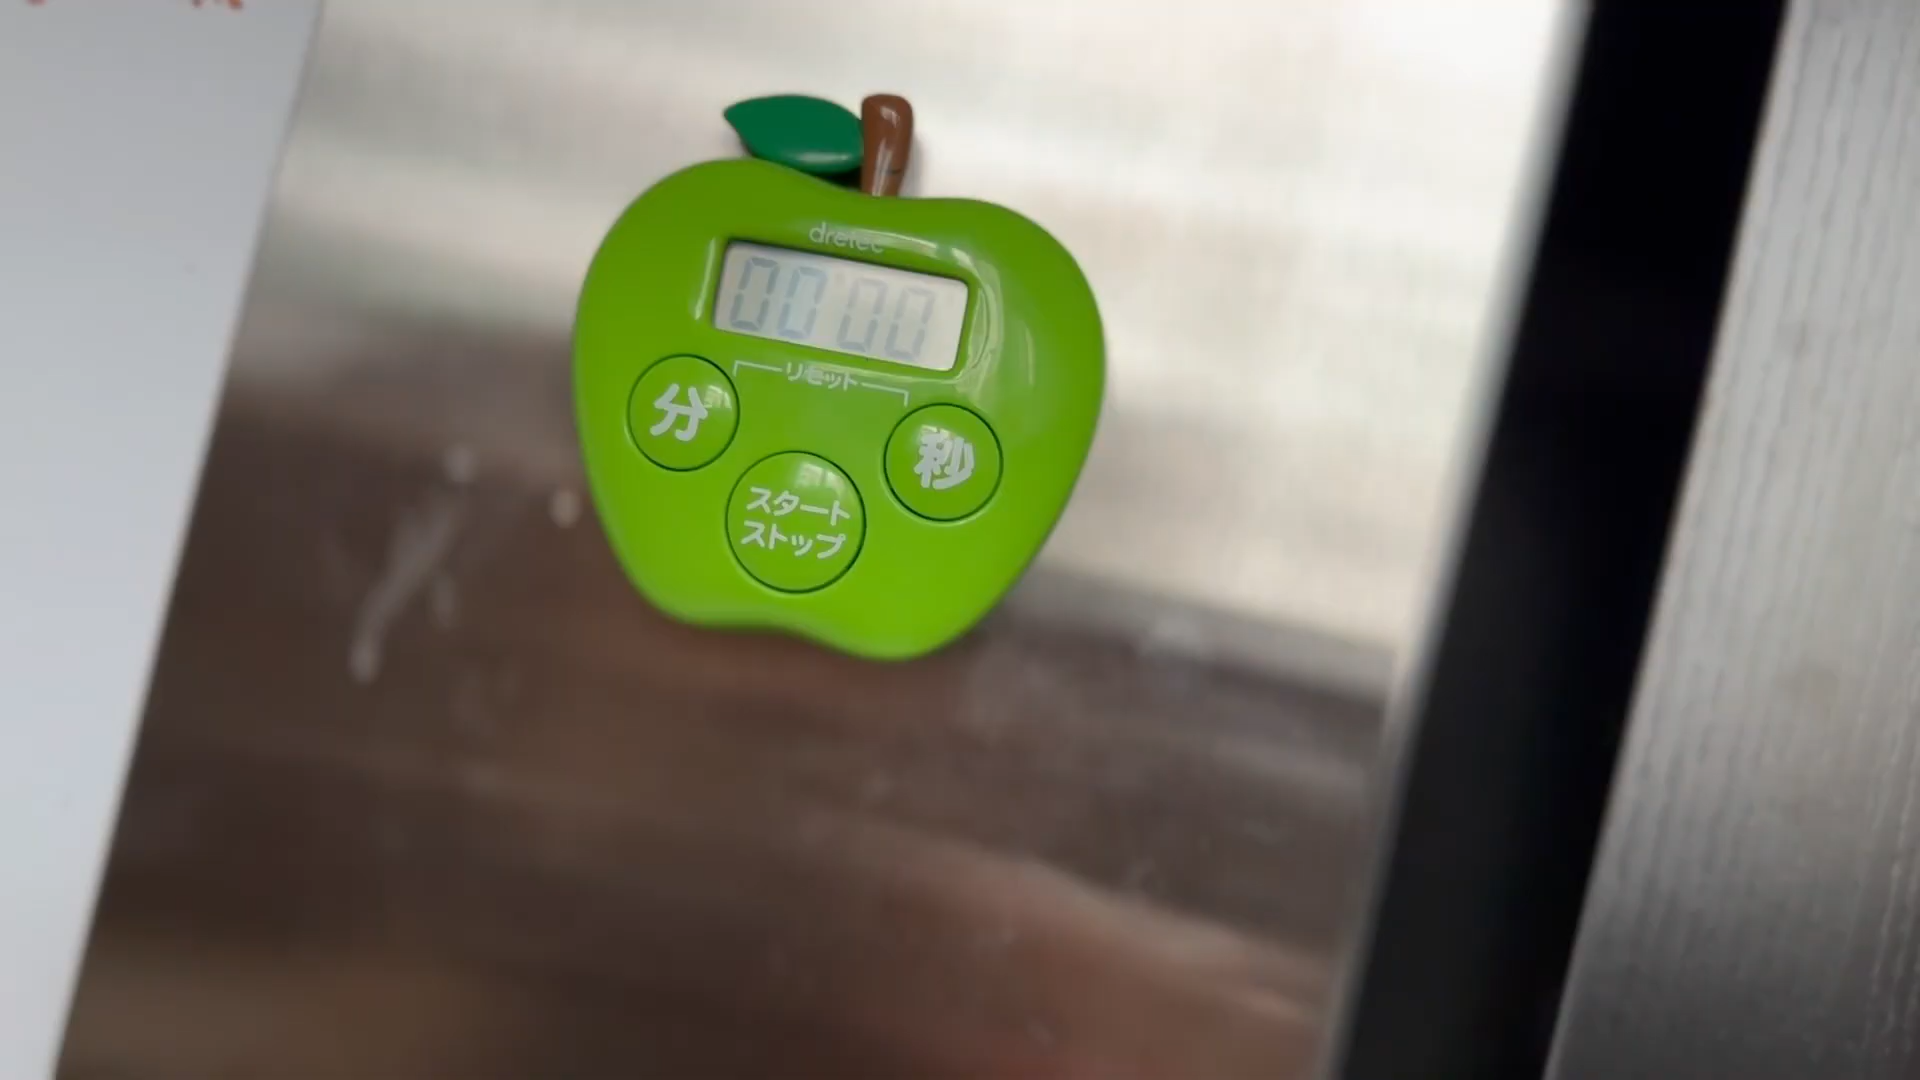 dretec
00 00
リセット
分
秒
スタート
ストップ